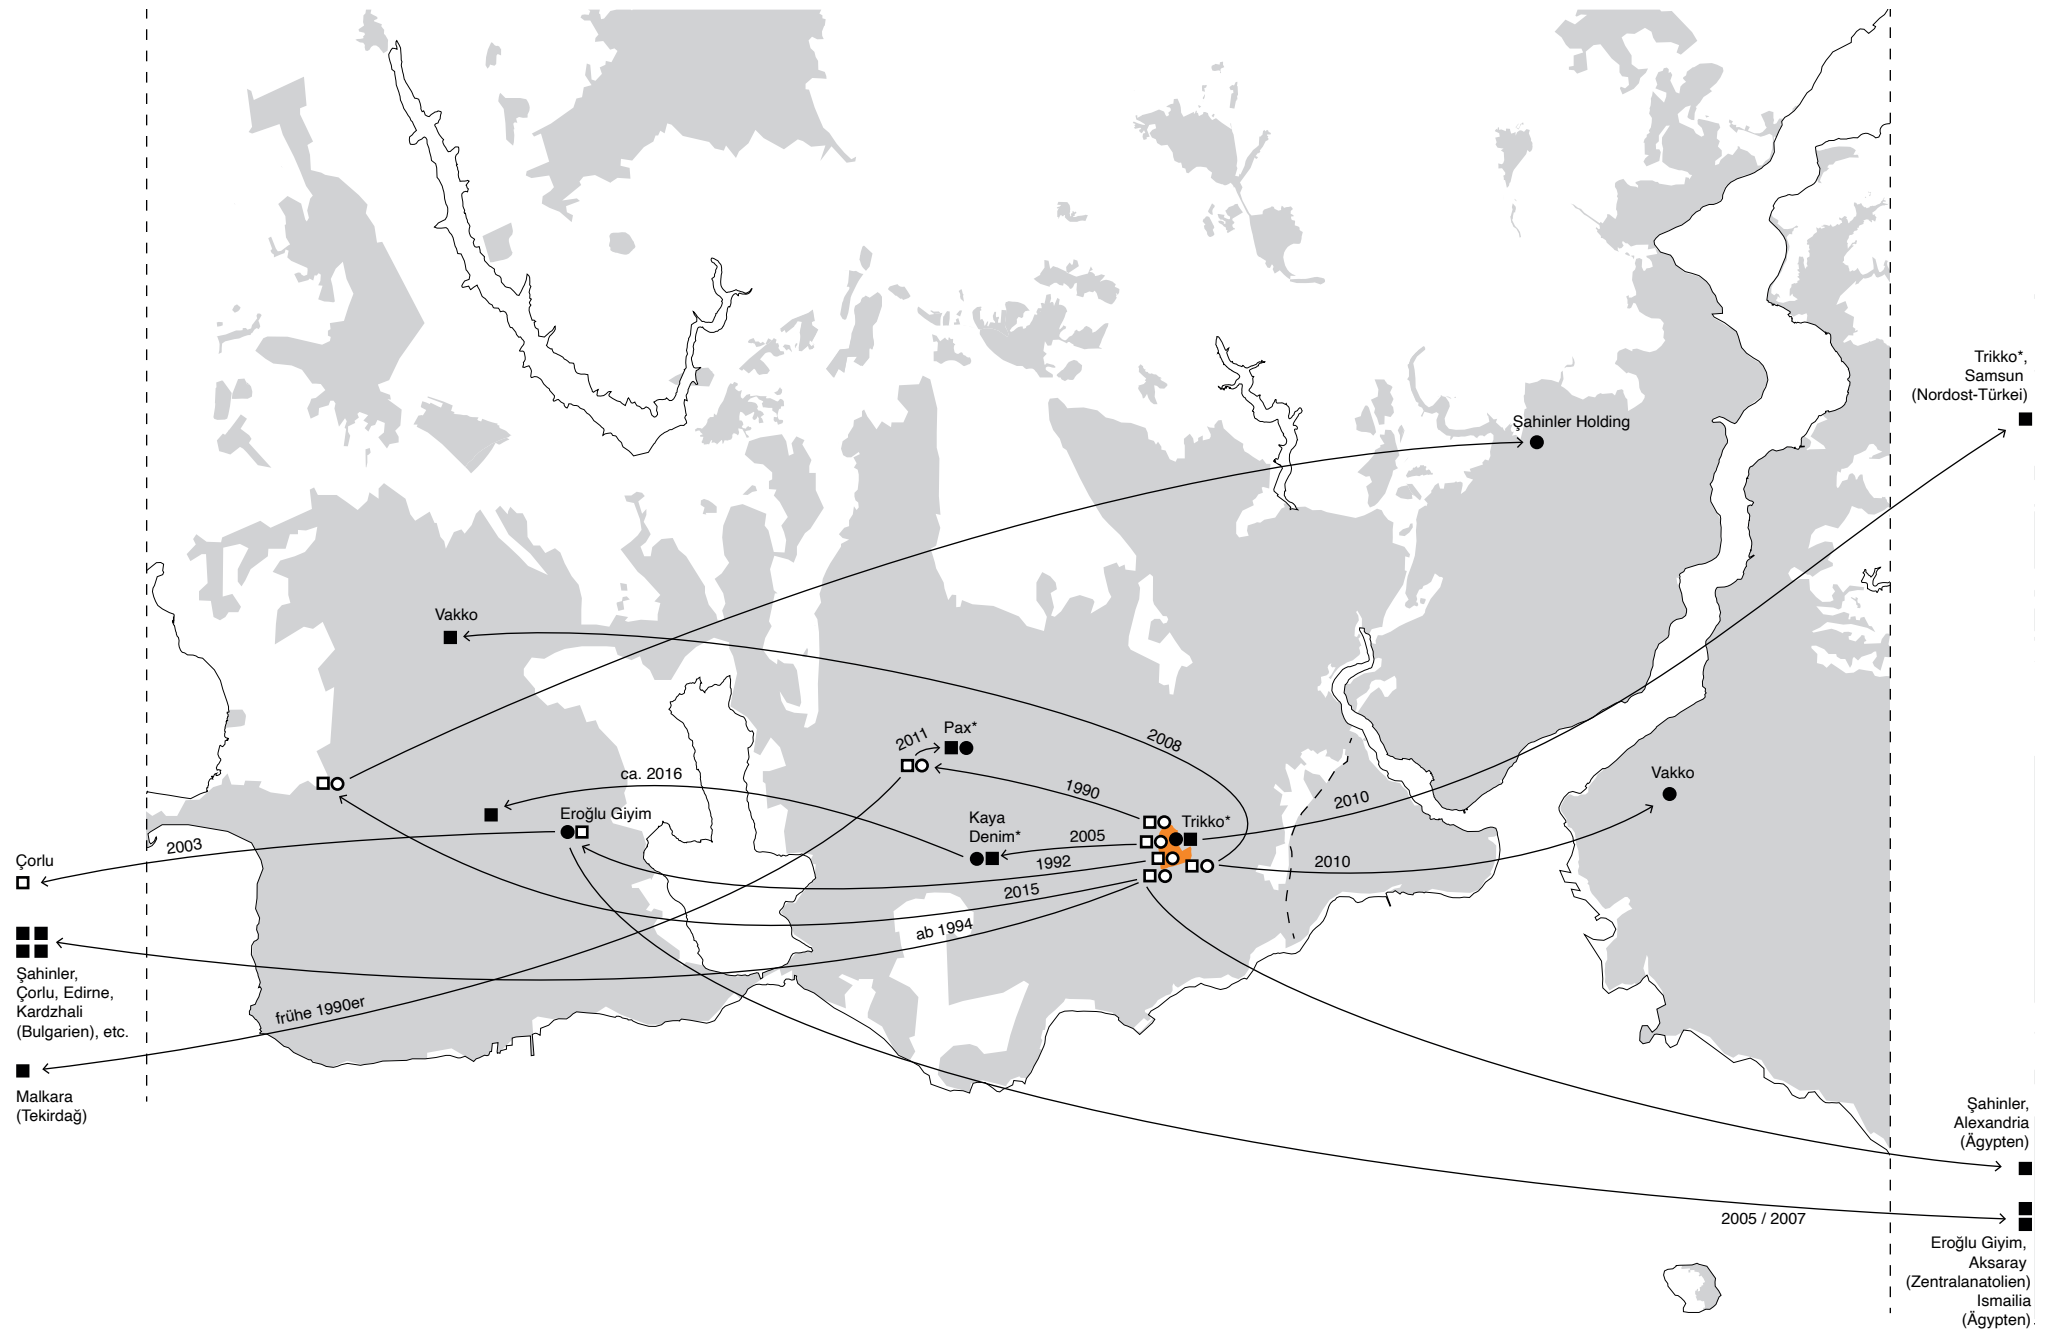 Trikko*,
Samsun
(Nordost-Türkei)
Şahinler Holding
Vakko
2008
Pax*
2011
ca. 2016
1990
Vakko
2010
Eroğlu Giyim
Kaya
Denim*
Trikko*
2005
2003
1992
2010
Çorlu
2015
ab 1994
Şahinler,
Çorlu, Edirne,
Kardzhali
(Bulgarien), etc.
frühe 1990er
Malkara
(Tekirdağ)
Şahinler,
Alexandria
(Ägypten)
2005 / 2007
Eroğlu Giyim,
Aksaray
(Zentralanatolien)
Ismailia
(Ägypten)